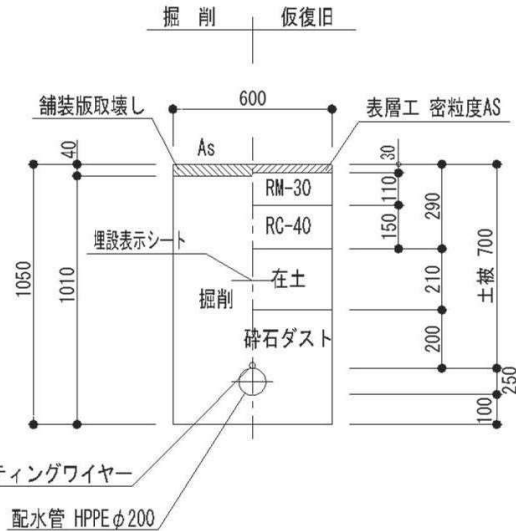 掘 削 仮復旧
600
舗装版取壊し
表層工 密粒度AS
As
40
30
RM-30
110
RC-40
150
290
埋設表示シート
在土
210
土被 700
1050
1010
掘削
砕石ダスト
200
250
100
ティングワイヤー
配水管 HPPEφ200